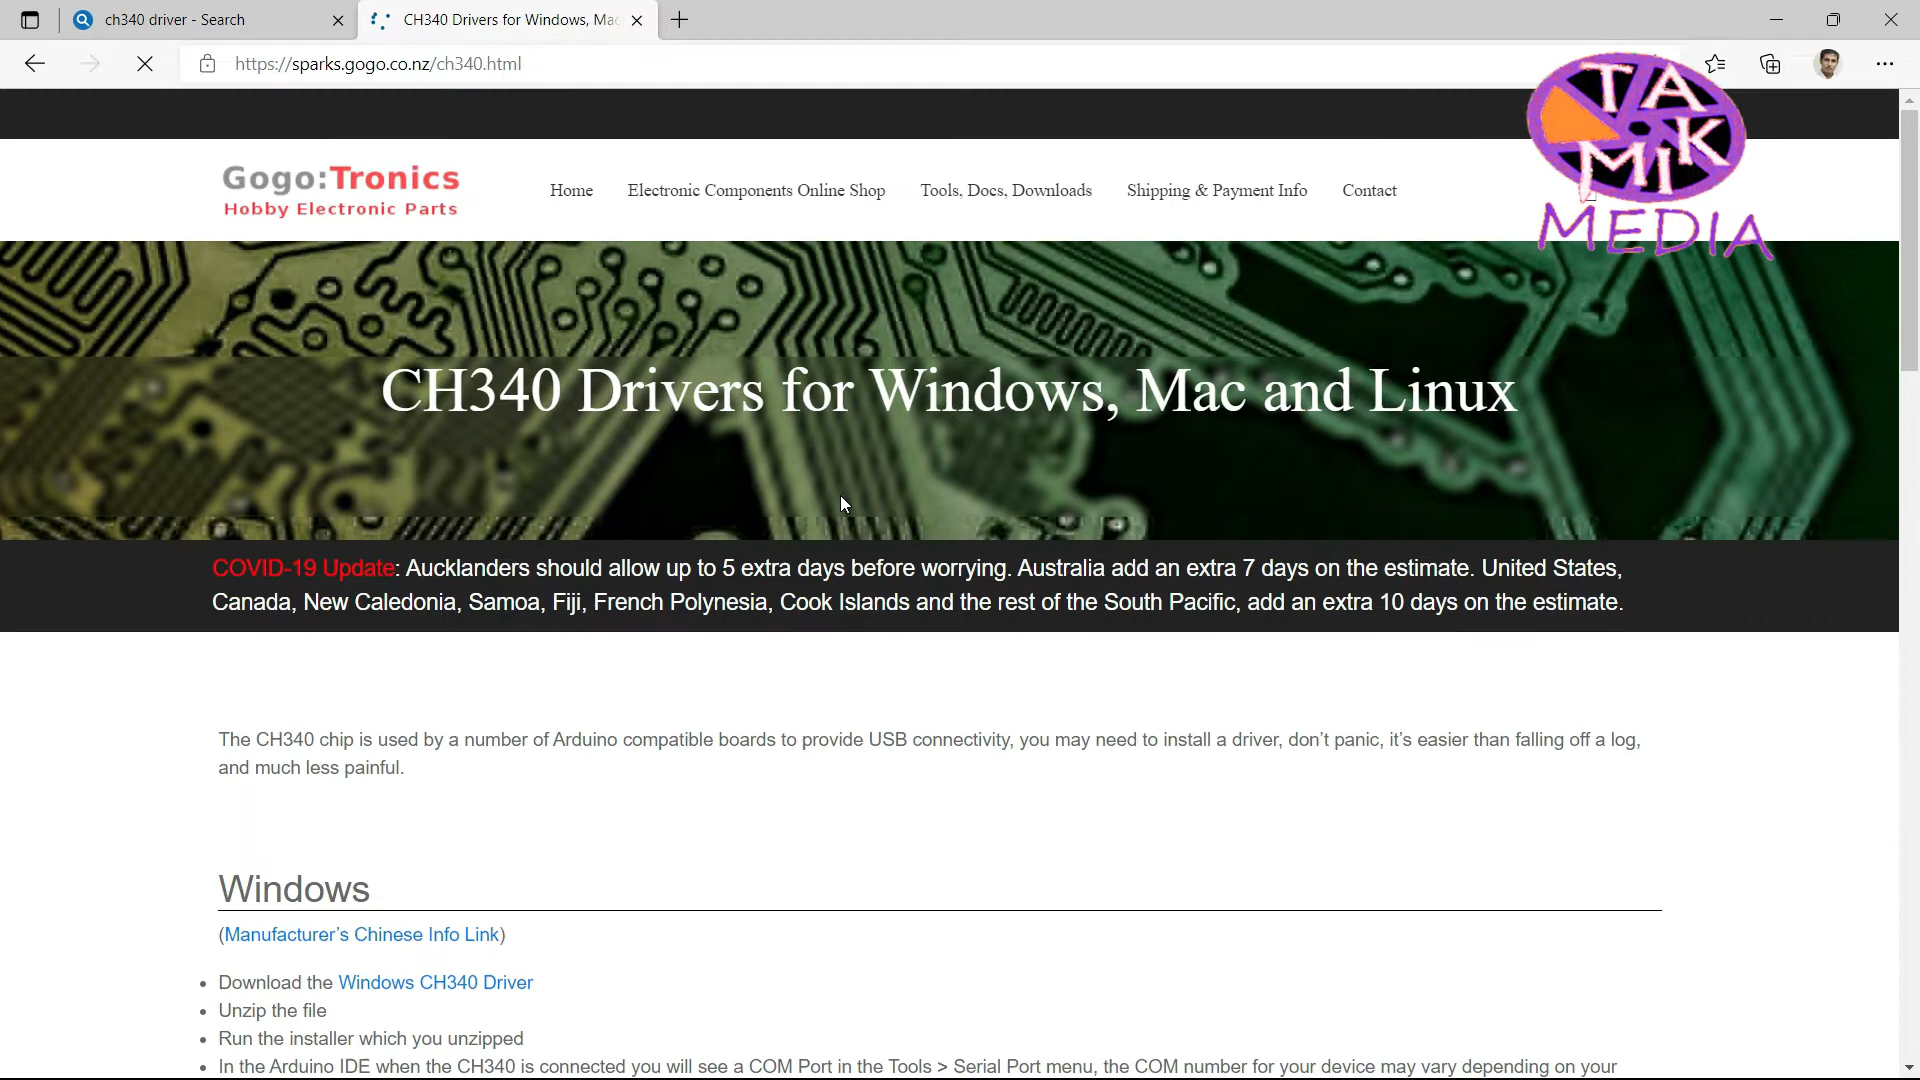 ch340 driver - Search
CH340 Drivers for Windows, Mac
https://sparks.gogo.co.nz/ch340.html
TA
MIK
MEDIA
Gogo:Tronics
Hobby Electronic Parts
Home
Electronic Components Online Shop
Tools, Docs, Downloads
Shipping & Payment Info
Contact
CH340 Drivers for Windows, Mac and Linux
COVID-19 Update: Aucklanders should allow up to 5 extra days before worrying. Australia add an extra 7 days on the estimate. United States,
Canada, New Caledonia, Samoa, Fiji, French Polynesia, Cook Islands and the rest of the South Pacific, add an extra 10 days on the estimate.
The CH340 chip is used by a number of Arduino compatible boards to provide USB connectivity, you may need to install a driver, don’t panic, it’s easier than falling off a log,
and much less painful.
Windows
(Manufacturer’s Chinese Info Link)
• Download the Windows CH340 Driver
• Unzip the file
• Run the installer which you unzipped
• In the Arduino IDE when the CH340 is connected you will see a COM Port in the Tools > Serial Port menu, the COM number for your device may vary depending on your